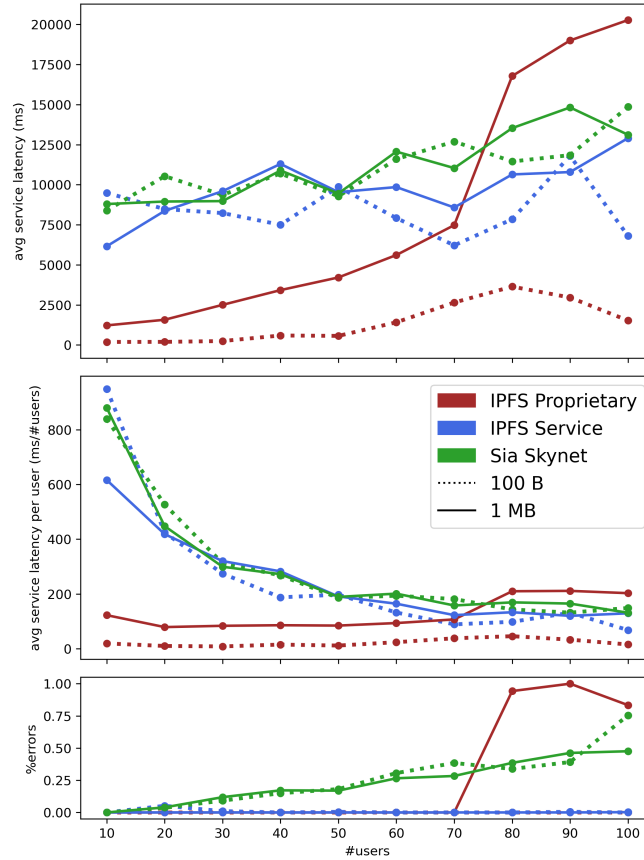 20000
17500
15000
12500
10000
7500
5000
2500
0
avg service latency (ms)
800
600
400
200
0
avg service latency per user (ms/#users)
IPFS Proprietary
IPFS Service
Sia Skynet
100 B
1 MB
1.00
0.75
0.50
0.25
0.00
%errors
10 20 30 40 50 60 70 80 90 100
#users